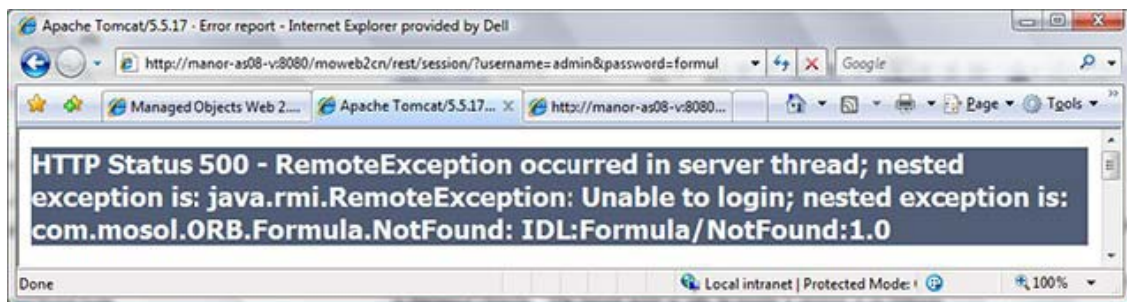 Apache Tomcat/5.5.17 - Error report - Internet Explorer provided by Dell
http://manor-as08-v:8080/moweb2cn/rest/session/?username=admin&password=formul
Google
Managed Objects Web 2....
Apache Tomcat/5.5.17...
http://manor-as08-v:8080...
Page
Tools
HTTP Status 500 - RemoteException occurred in server thread; nested
exception is: java.rmi.RemoteException: Unable to login; nested exception is:
com.mosol.ORB.Formula.NotFound: IDL:Formula/NotFound:1.0
Done
Local intranet | Protected Mode:
100%